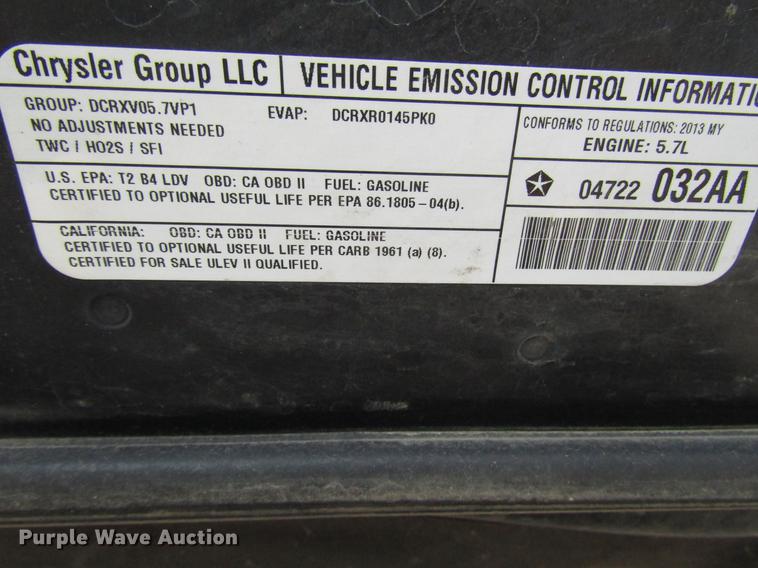 Chrysler Group LLC
VEHICLE EMISSION CONTROL INFORMATIO
GROUP: DCRXV05.7VP1 EVAP: DCRXR0145PK0
NO ADJUSTMENTS NEEDED
TWC / HO2S / SFI
CONFORMS TO REGULATIONS: 2013 MY
ENGINE: 5.7L
U.S. EPA: T2 B4 LDV OBD: CA OBD II FUEL: GASOLINE
CERTIFIED TO OPTIONAL USEFUL LIFE PER EPA 86.1805-04(b).
04722 032AA
CALIFORNIA: OBD: CA OBD II FUEL: GASOLINE
CERTIFIED TO OPTIONAL USEFUL LIFE PER CARB 1961 (a) (8).
CERTIFIED FOR SALE ULEV II QUALIFIED.
Purple Wave Auction